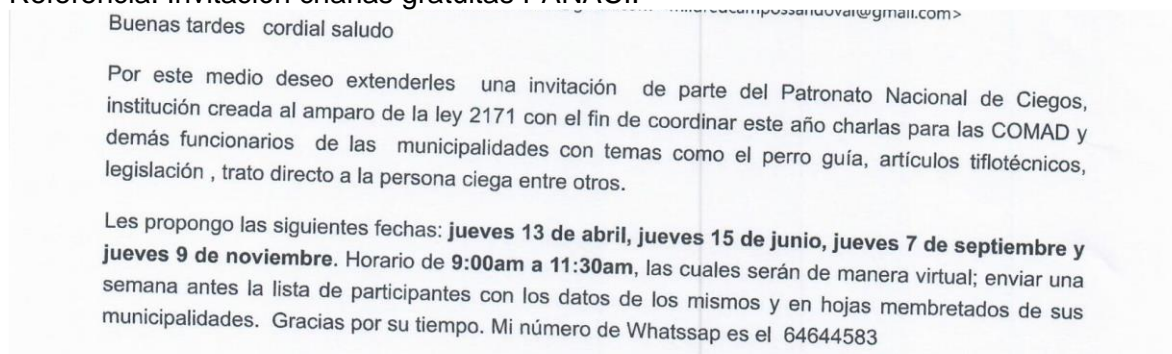 Buenas tardes cordial saludo
Por este medio deseo extenderles una invitación de parte del Patronato Nacional de Ciegos,
institución creada al amparo de la ley 2171 con el fin de coordinar este año charlas para las COMAD y
demás funcionarios de las municipalidades con temas como el perro guía, artículos tiflotécnicos,
legislación , trato directo a la persona ciega entre otros.
Les propongo las siguientes fechas: jueves 13 de abril, jueves 15 de junio, jueves 7 de septiembre y
jueves 9 de noviembre. Horario de 9:00am a 11:30am, las cuales serán de manera virtual; enviar una
semana antes la lista de participantes con los datos de los mismos y en hojas membretados de sus
municipalidades. Gracias por su tiempo. Mi número de Whatssap es el 64644583